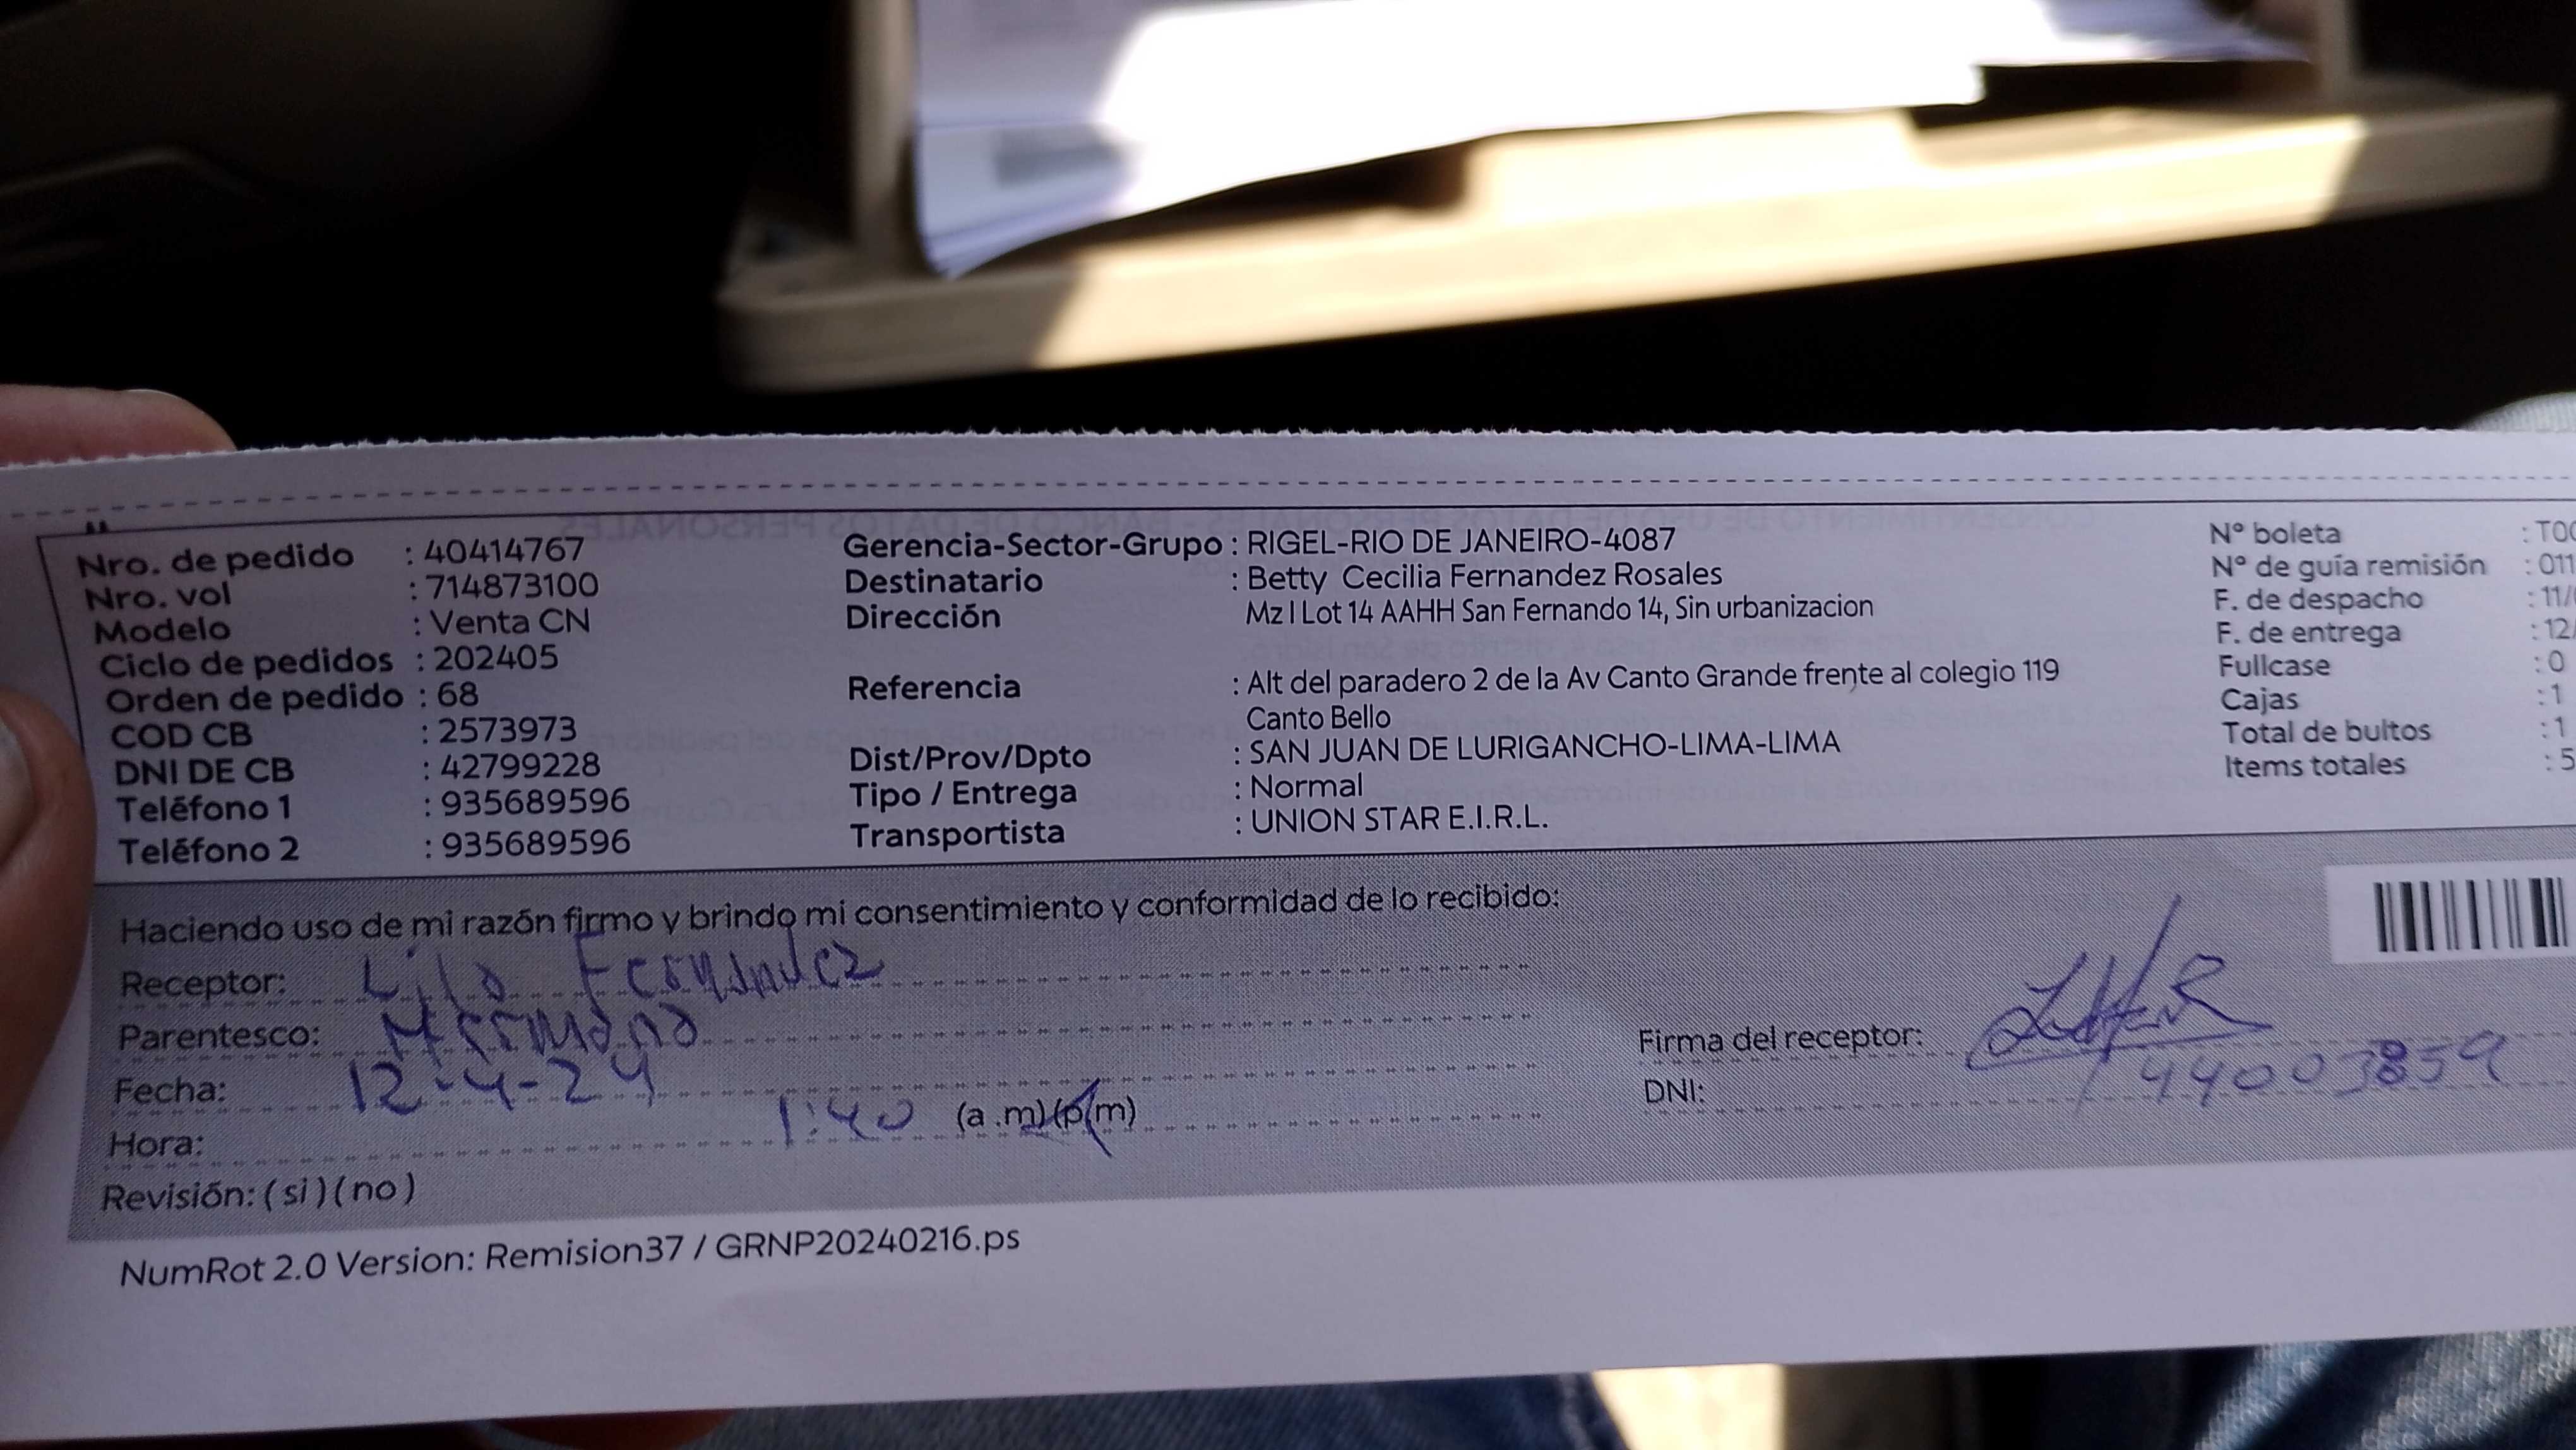 Nro. de pedido : 40414767
Nro. vol : 714873100
Modelo : Venta CN
Ciclo de pedidos : 202405
Orden de pedido : 68
COD CB : 2573973
DNI DE CB : 42799228
Teléfono 1 : 935689596
Teléfono 2 : 935689596
Gerencia-Sector-Grupo : RIGEL-RIO DE JANEIRO-4087
Destinatario : Betty Cecilia Fernandez Rosales
Dirección Mz I Lot 14 AAHH San Fernando 14, Sin urbanizacion
Referencia : Alt del paradero 2 de la Av Canto Grande frente al colegio 119
Canto Bello
Dist/Prov/Dpto : SAN JUAN DE LURIGANCHO-LIMA-LIMA
Tipo / Entrega : Normal
Transportista : UNION STAR E.I.R.L.
N° boleta : T00
N° de guía remisión : 011
F. de despacho : 11/
F. de entrega : 12/
Fullcase : 0
Cajas : 1
Total de bultos : 1
Items totales : 5
Haciendo uso de mi razón firmo y brindo mi consentimiento y conformidad de lo recibido:
Receptor: Lila Fernandez
Parentesco: Hermana
Fecha: 12-4-24
Hora: 1:40 (a .m)(p.m)
Revisión: ( si ) ( no )
Firma del receptor:
DNI: 44003859
NumRot 2.0 Version: Remision37 / GRNP20240216.ps